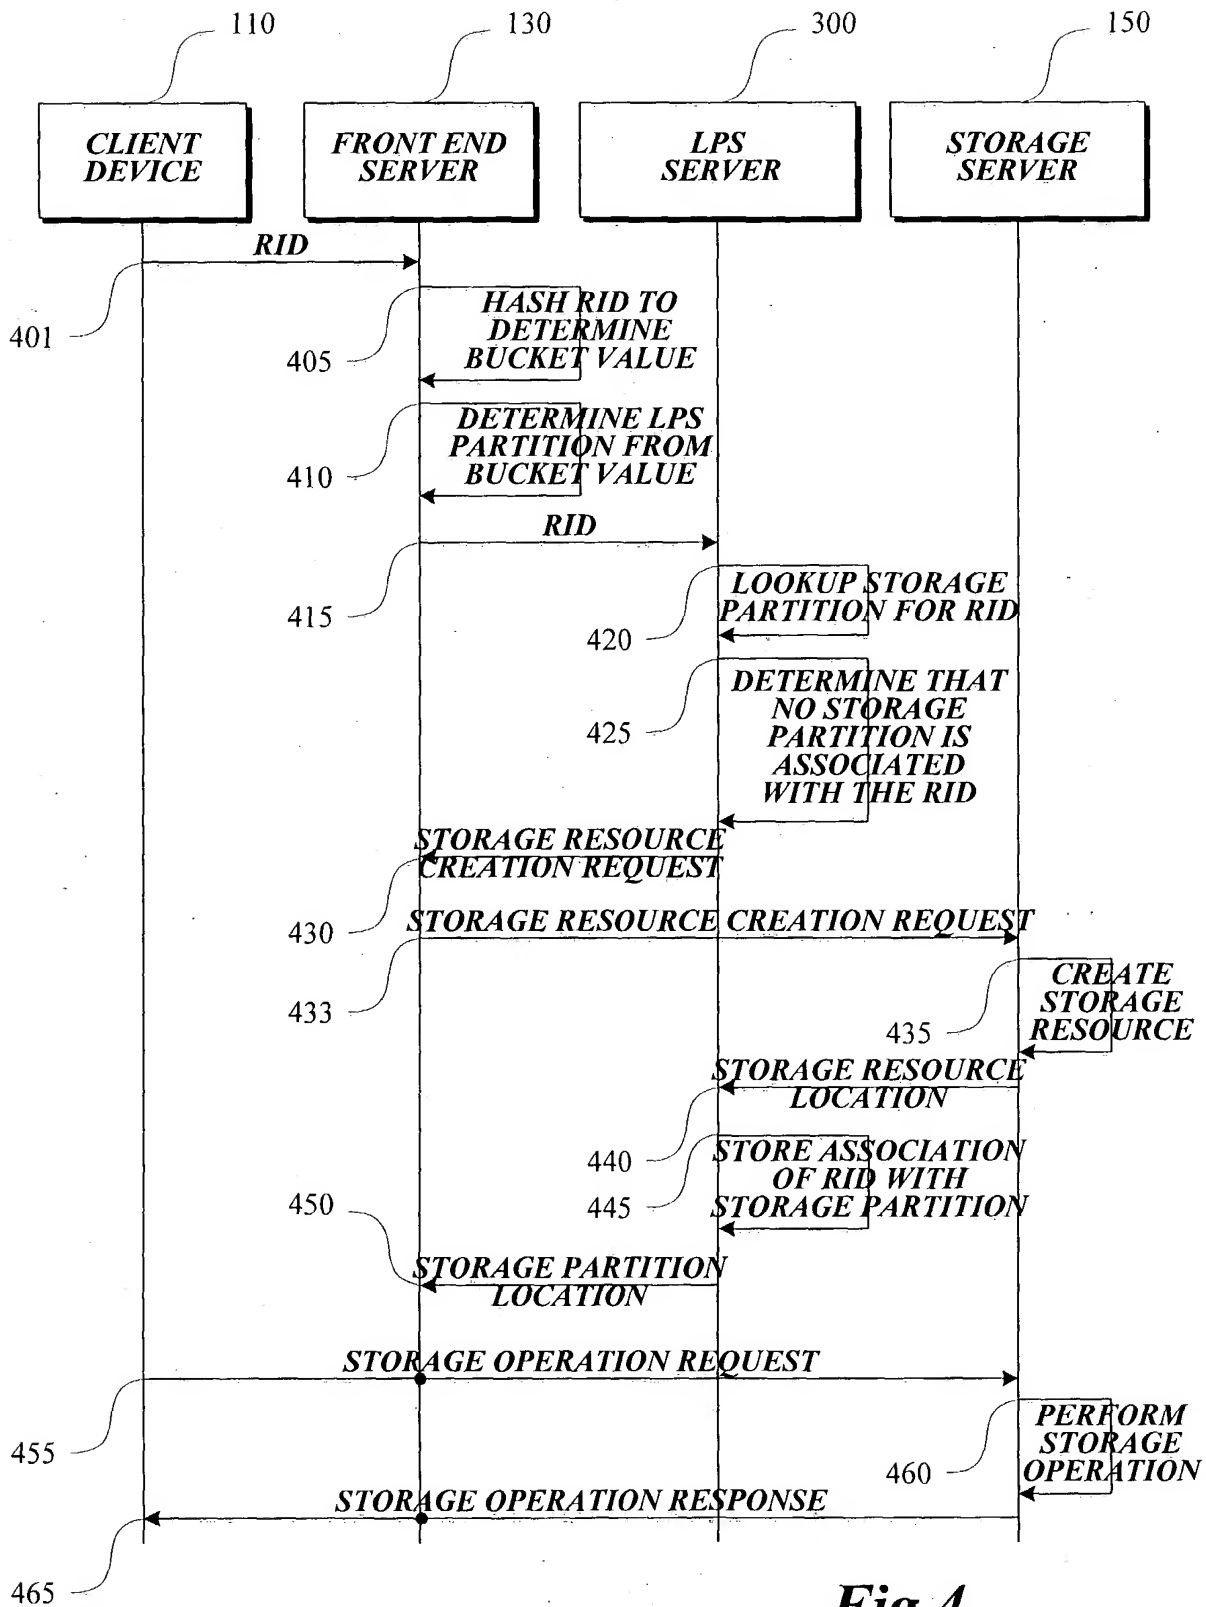 110
130
300
150
CLIENT
DEVICE
FRONT END
SERVER
LPS
SERVER
STORAGE
SERVER
RID
401
HASH RID TO
DETERMINE
BUCKET VALUE
405
DETERMINE LPS
PARTITION FROM
BUCKET VALUE
410
RID
415
LOOKUP STORAGE
PARTITION FOR RID
420
DETERMINE THAT
NO STORAGE
PARTITION IS
ASSOCIATED
WITH THE RID
425
STORAGE RESOURCE
CREATION REQUEST
430
STORAGE RESOURCE CREATION REQUEST
433
CREATE
STORAGE
RESOURCE
435
STORAGE RESOURCE
LOCATION
440
STORE ASSOCIATION
OF RID WITH
STORAGE PARTITION
445
450
STORAGE PARTITION
LOCATION
STORAGE OPERATION REQUEST
455
PERFORM
STORAGE
OPERATION
460
STORAGE OPERATION RESPONSE
465
Fig.4.